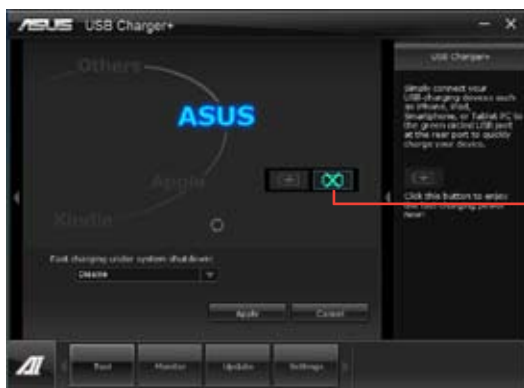 ASUS USB Charger+
Others
ASUS
Apple
Kindle
Fast charging under system shutdown:
Disable
Apply
Cancel
USB Charger+
Simply connect your
USB-charging devices such
as iPhone, iPad,
Smartphone, or Tablet PC to
the green circled USB port
at the rear port to quickly
charge your device.
Click this button to enjoy
the fast charging power
now!
Tool
Monitor
Update
Settings